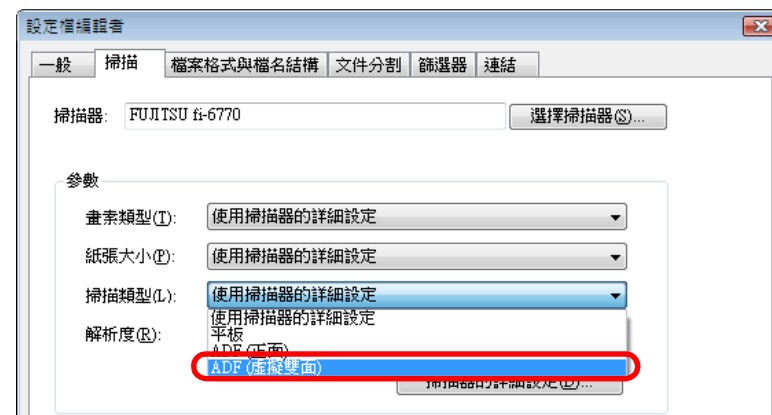 設定檔編輯者
一般 掃描 檔案格式與檔名結構 文件分割 篩選器 連結
掃描器: FUJITSU fi-6770 選擇掃描器(S)...
參數
畫素類型(T): 使用掃描器的詳細設定
紙張大小(P): 使用掃描器的詳細設定
掃描類型(L): 使用掃描器的詳細設定
使用掃描器的詳細設定
解析度(R): 平板
ADF (正面)
ADF (虛擬雙面)
掃描器的詳細設定(D)...